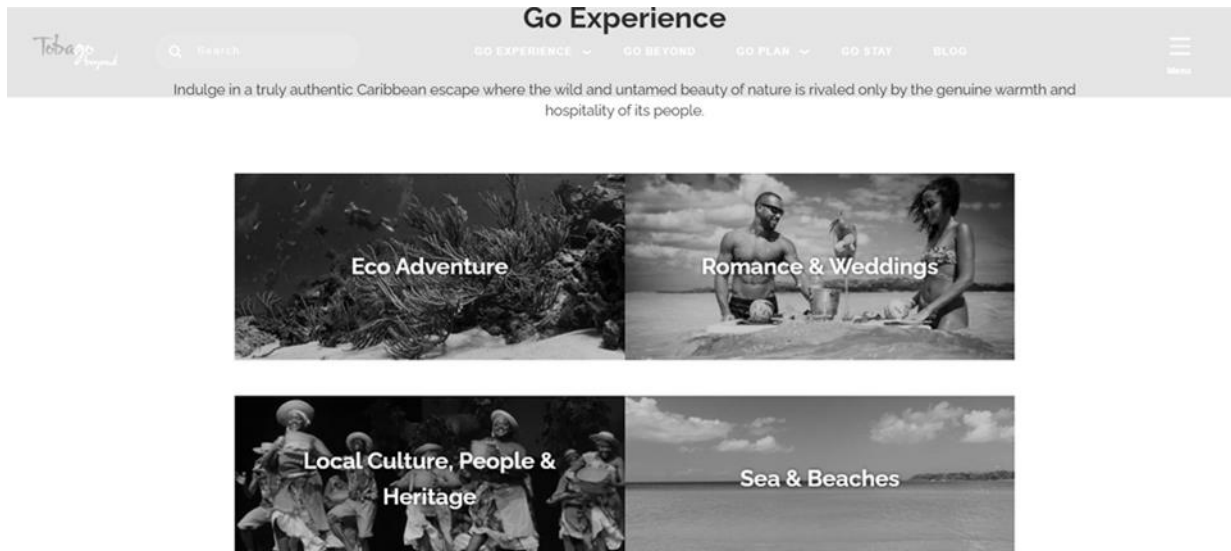 Go Experience
Tobago
beyond
Search
GO EXPERIENCE
GO BEYOND
GO PLAN
GO STAY
BLOG
Menu
Indulge in a truly authentic Caribbean escape where the wild and untamed beauty of nature is rivaled only by the genuine warmth and
hospitality of its people.
Eco Adventure
Romance & Weddings
Local Culture, People &
Heritage
Sea & Beaches